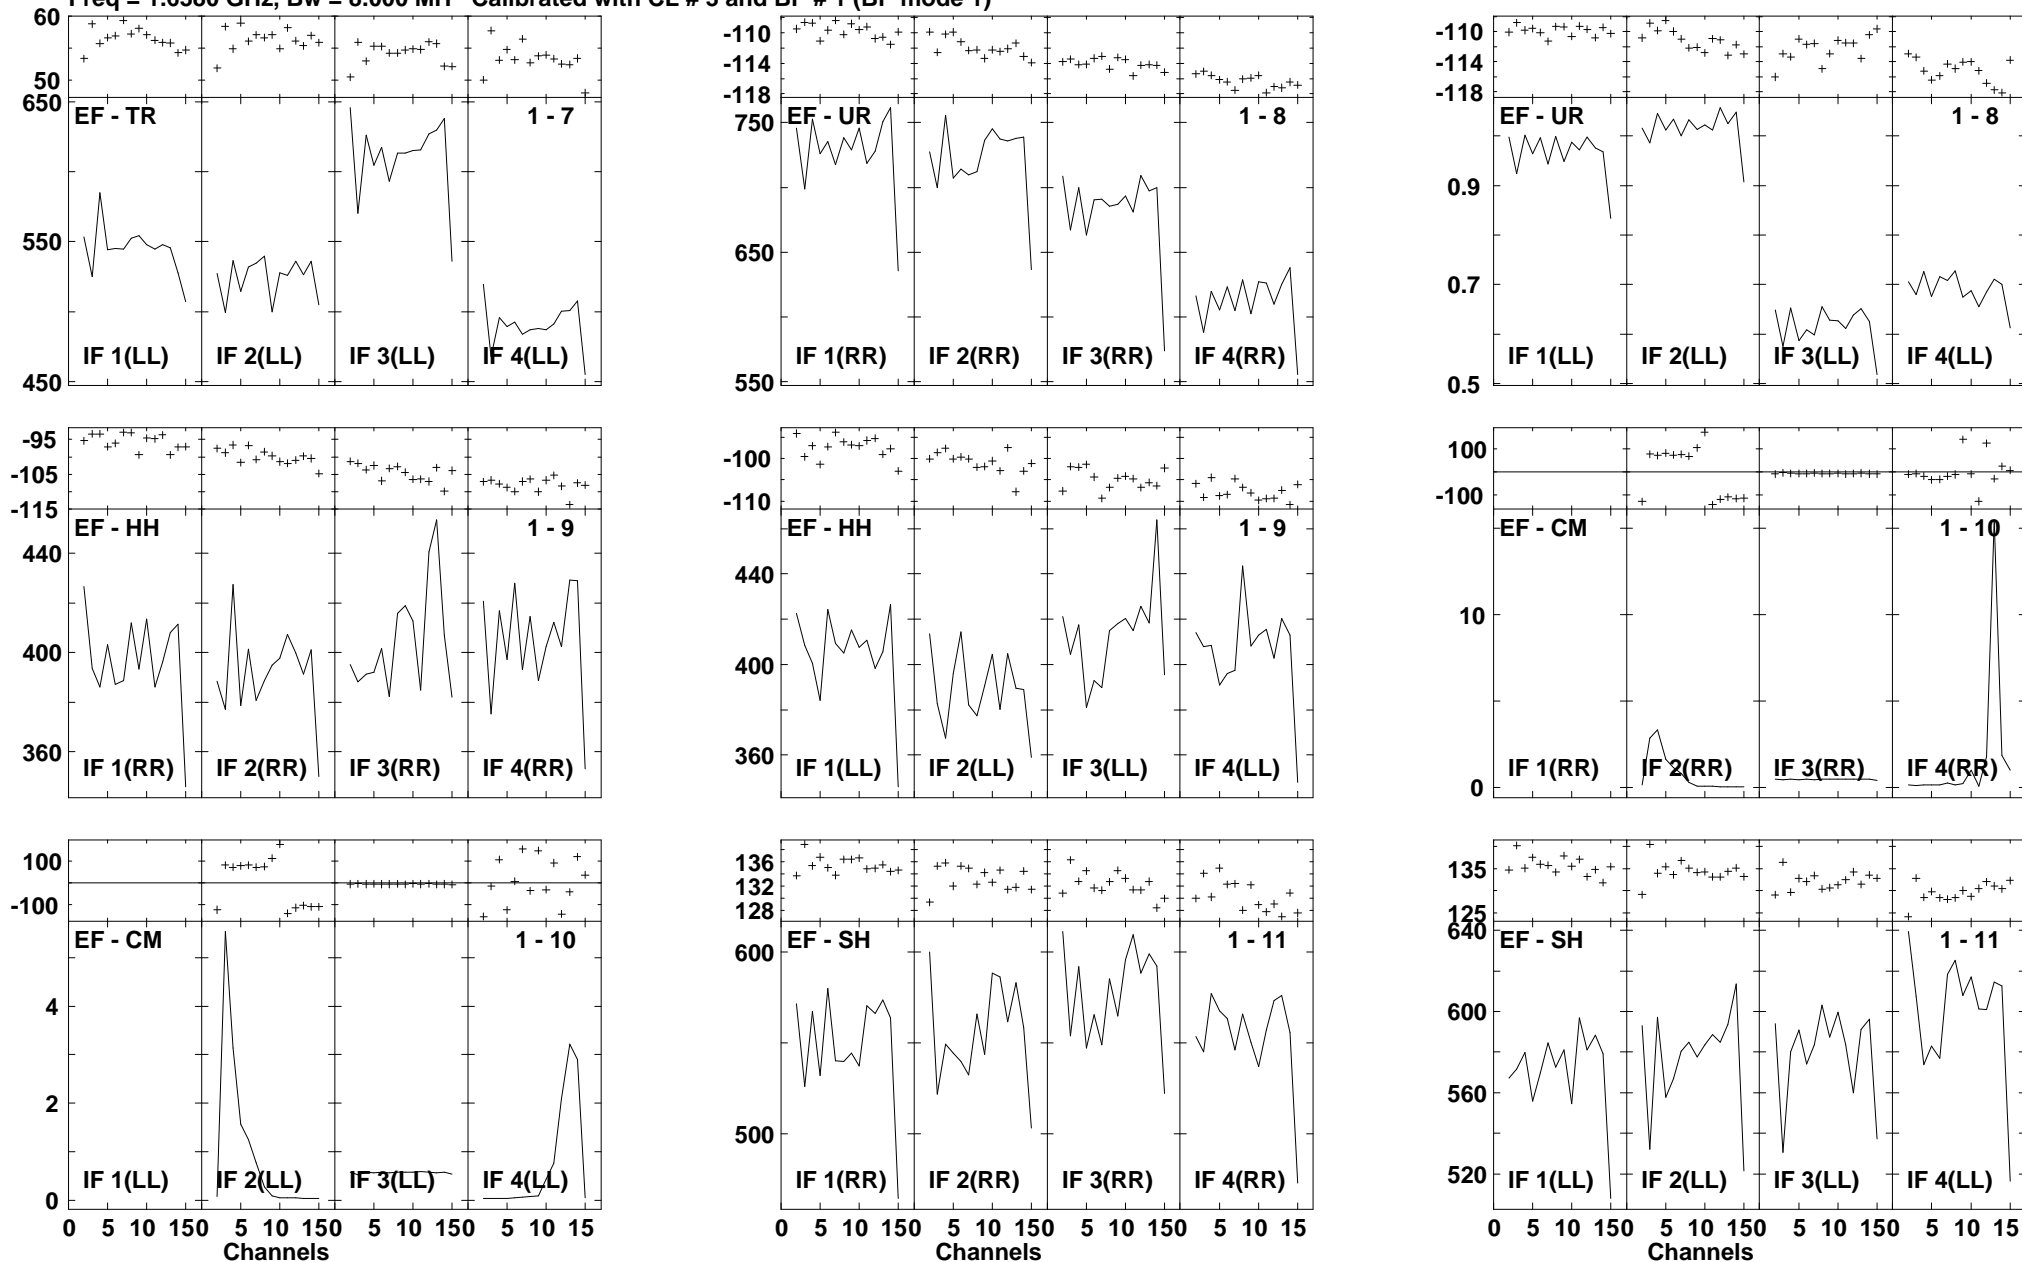 Freq = 1.6380 GHz, Bw = 8.000 MH Calibrated with CL # 3 and BP # 1 (BP mode 1)
60
50
650
550
450
EF - TR
1 - 7
IF 1(LL)
IF 2(LL)
IF 3(LL)
IF 4(LL)
-110
-114
-118
750
650
550
EF - UR
1 - 8
IF 1(RR)
IF 2(RR)
IF 3(RR)
IF 4(RR)
-110
-114
-118
0.9
0.7
0.5
EF - UR
1 - 8
IF 1(LL)
IF 2(LL)
IF 3(LL)
IF 4(LL)
-95
-105
-115
440
400
360
EF - HH
1 - 9
IF 1(RR)
IF 2(RR)
IF 3(RR)
IF 4(RR)
-100
-110
440
400
360
EF - HH
1 - 9
IF 1(LL)
IF 2(LL)
IF 3(LL)
IF 4(LL)
100
-100
10
0
EF - CM
1 - 10
IF 1(RR)
IF 2(RR)
IF 3(RR)
IF 4(RR)
100
-100
4
2
0
EF - CM
1 - 10
IF 1(LL)
IF 2(LL)
IF 3(LL)
IF 4(LL)
0 5 10 150 5 10 150 5 10 150 5 10 15
Channels
136
132
128
600
500
EF - SH
1 - 11
IF 1(RR)
IF 2(RR)
IF 3(RR)
IF 4(RR)
0 5 10 150 5 10 150 5 10 150 5 10 15
Channels
135
125
640
600
560
520
EF - SH
1 - 11
IF 1(LL)
IF 2(LL)
IF 3(LL)
IF 4(LL)
0 5 10 150 5 10 150 5 10 150 5 10 15
Channels